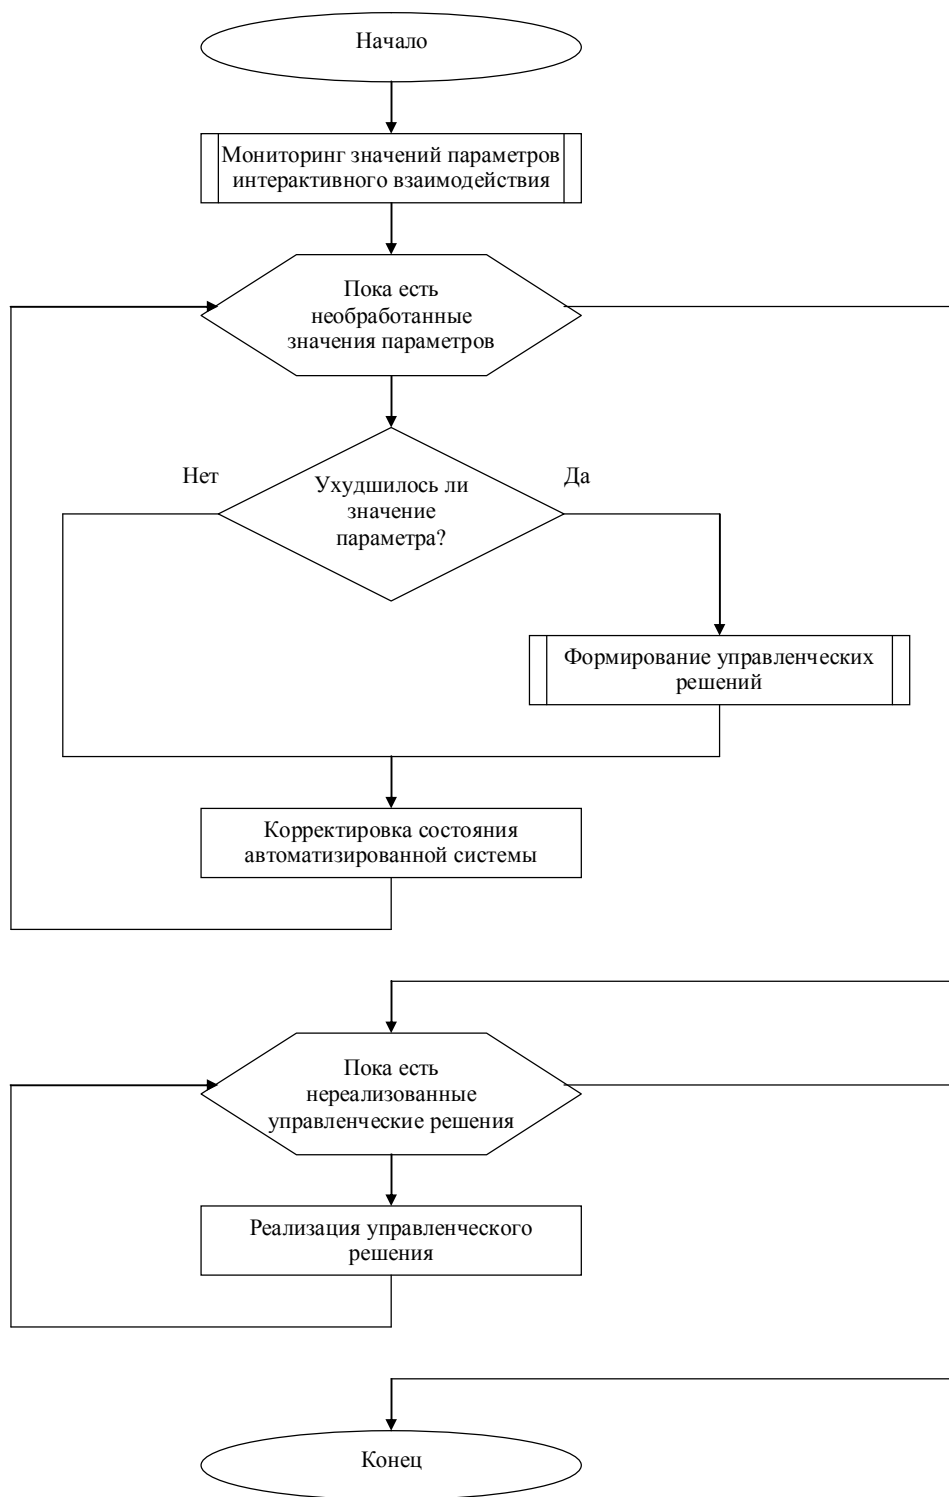 Начало
Мониторинг значений параметров
интерактивного взаимодействия
Пока есть
необработанные
значения параметров
Нет
Ухудшилось ли
значение
параметра?
Да
Формирование управленческих
решений
Корректировка состояния
автоматизированной системы
Пока есть
нереализованные
управленческие решения
Реализация управленческого
решения
Конец